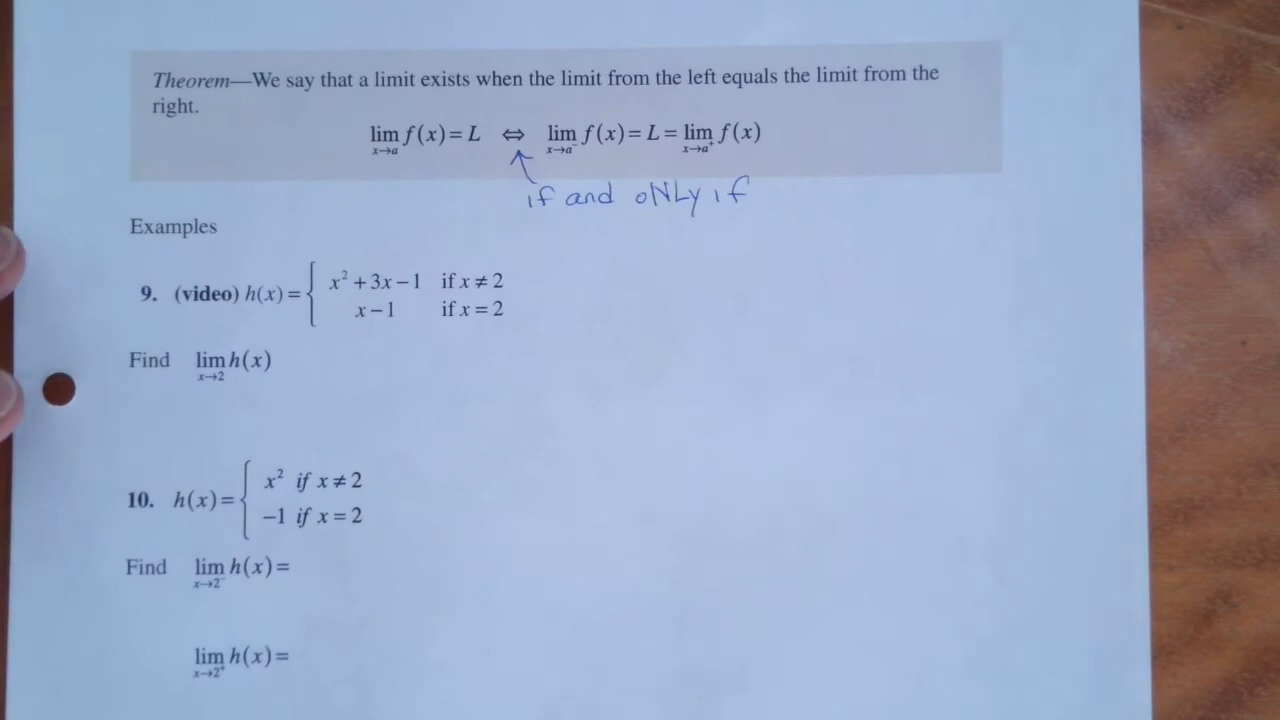 Theorem—We say that a limit exists when the limit from the left equals the limit from the
right.
lim f(x) = L ⇔ lim f(x) = L = lim f(x)
x→a x→a⁻ x→a⁺
if and ONLY if
Examples
9. (video) h(x) = { x² + 3x − 1 if x ≠ 2
x − 1 if x = 2
Find lim h(x)
x→2
10. h(x) = { x² if x ≠ 2
−1 if x = 2
Find lim h(x) =
x→2⁻
lim h(x) =
x→2⁺